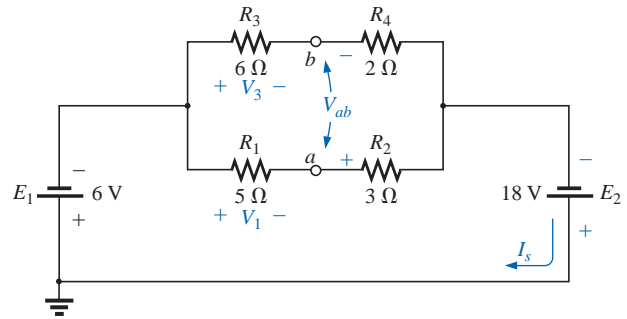 R3 R4
b −
6 Ω 2 Ω
+ V3 −
Vab
R1 a + R2
− −
E1 6 V 5 Ω 3 Ω 18 V E2
+ + V1 − +
Is